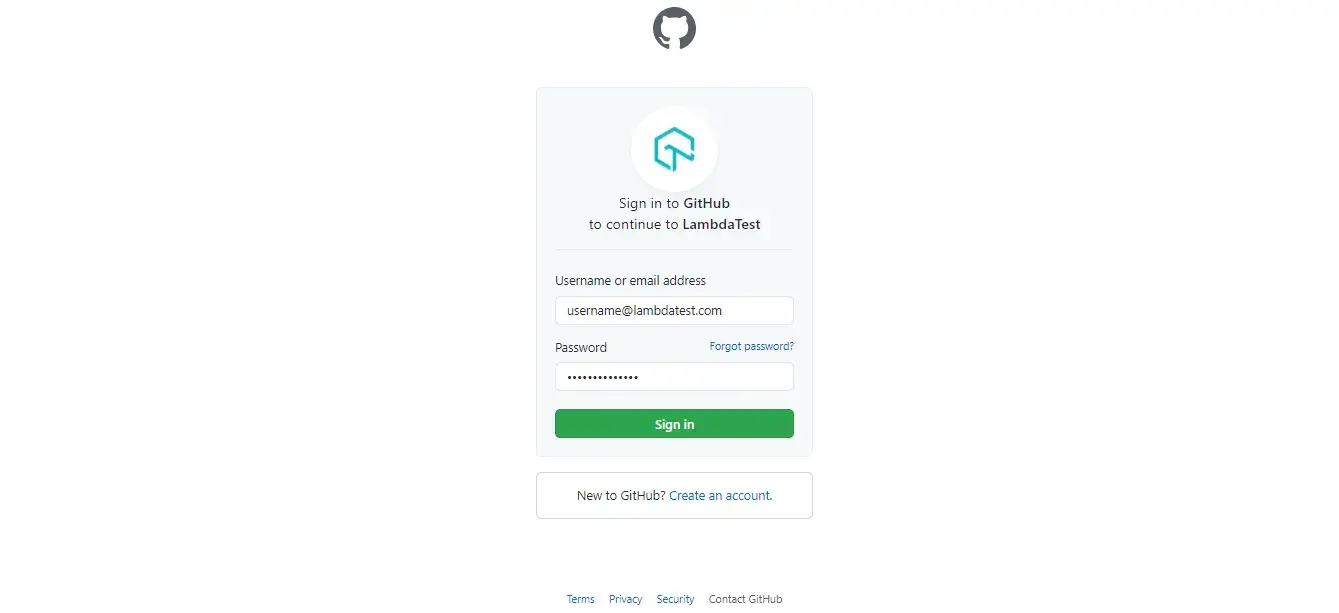 Sign in to GitHub
to continue to LambdaTest
Username or email address
username@lambdatest.com
Password Forgot password?
••••••••••••••
Sign in
New to GitHub? Create an account.
Terms Privacy Security Contact GitHub